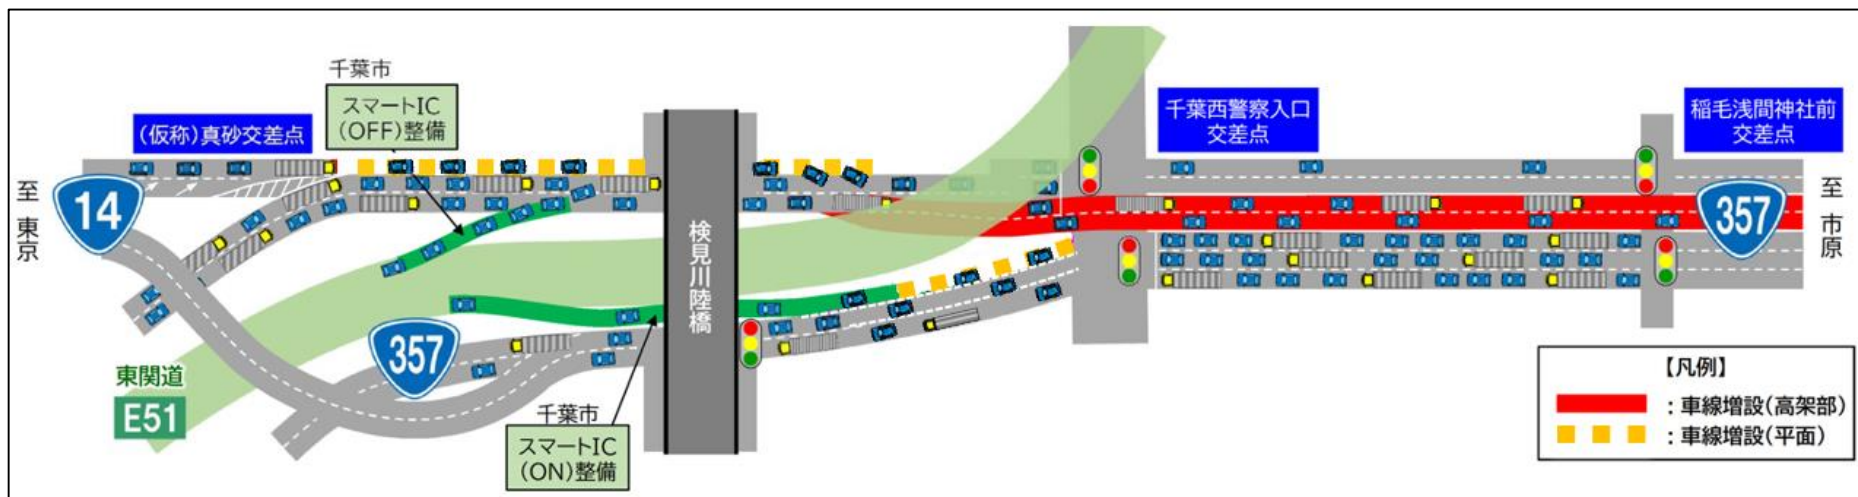 千葉市
スマートIC
(OFF)整備
(仮称)真砂交差点
至 東京
14
東関道
E51
357
千葉市
スマートIC
(ON)整備
検見川陸橋
千葉西警察入口
交差点
稲毛浅間神社前
交差点
357
至 市原
【凡例】
:車線増設(高架部)
:車線増設(平面)